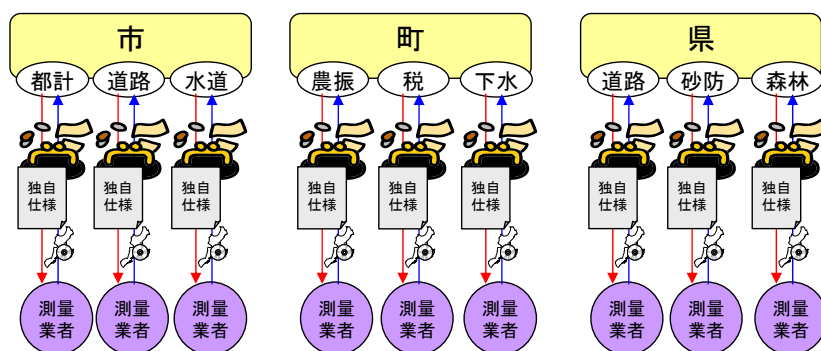 市
町
県
都計 道路 水道
農振 税 下水
道路 砂防 森林
独自
仕様
独自
仕様
独自
仕様
独自
仕様
独自
仕様
独自
仕様
独自
仕様
独自
仕様
独自
仕様
測量
業者
測量
業者
測量
業者
測量
業者
測量
業者
測量
業者
測量
業者
測量
業者
測量
業者